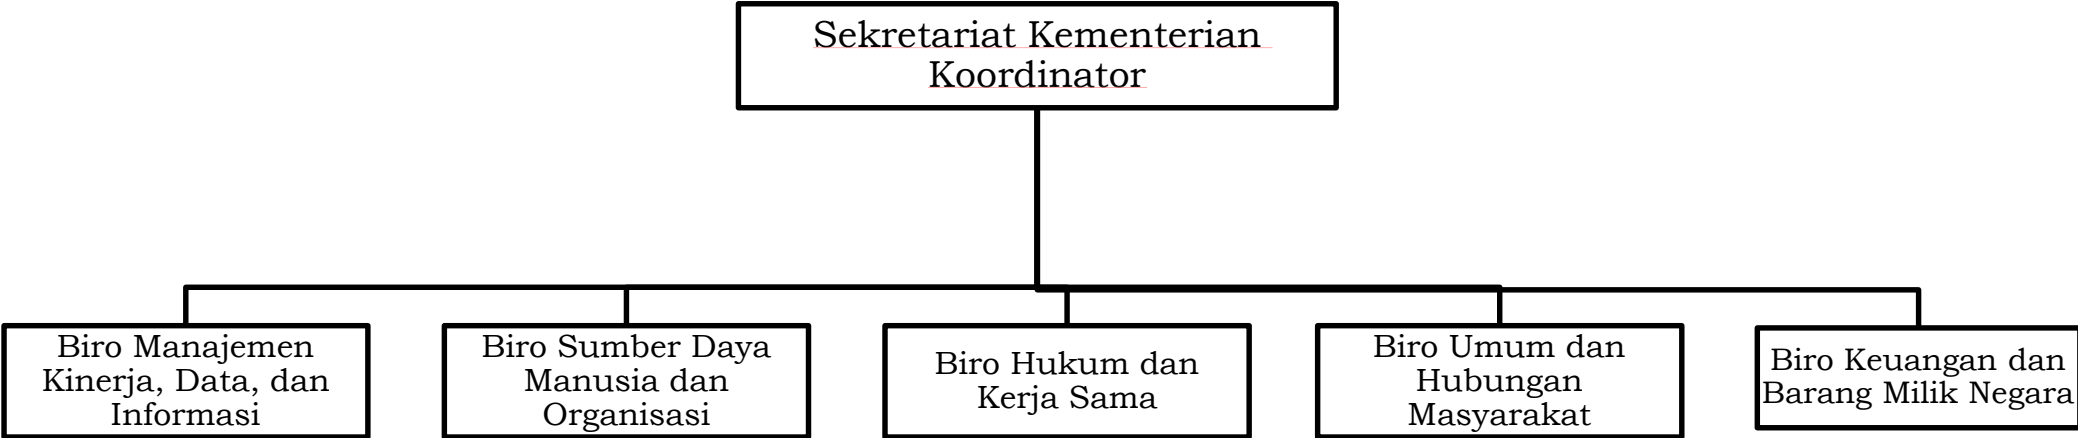 Sekretariat Kementerian
Koordinator
Biro Manajemen
Kinerja, Data, dan
Informasi
Biro Sumber Daya
Manusia dan
Organisasi
Biro Hukum dan
Kerja Sama
Biro Umum dan
Hubungan
Masyarakat
Biro Keuangan dan
Barang Milik Negara